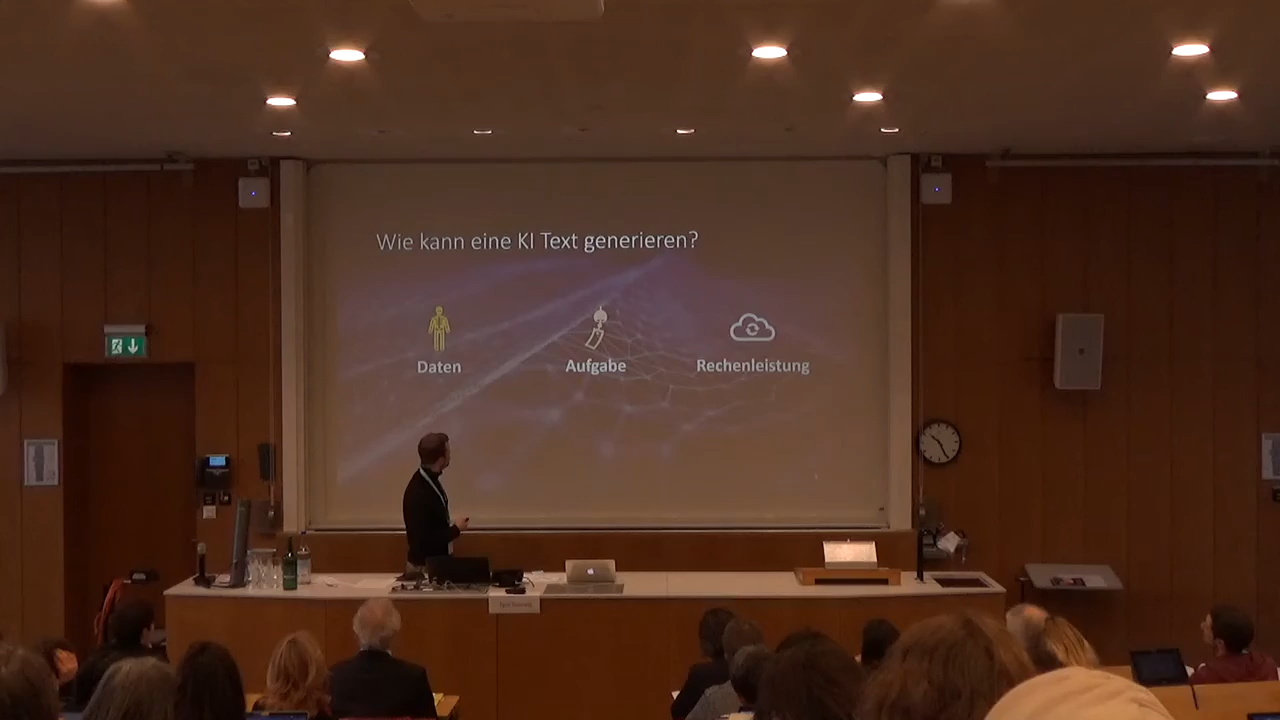 Wie kann eine KI Text generieren?
Daten
Aufgabe
Rechenleistung